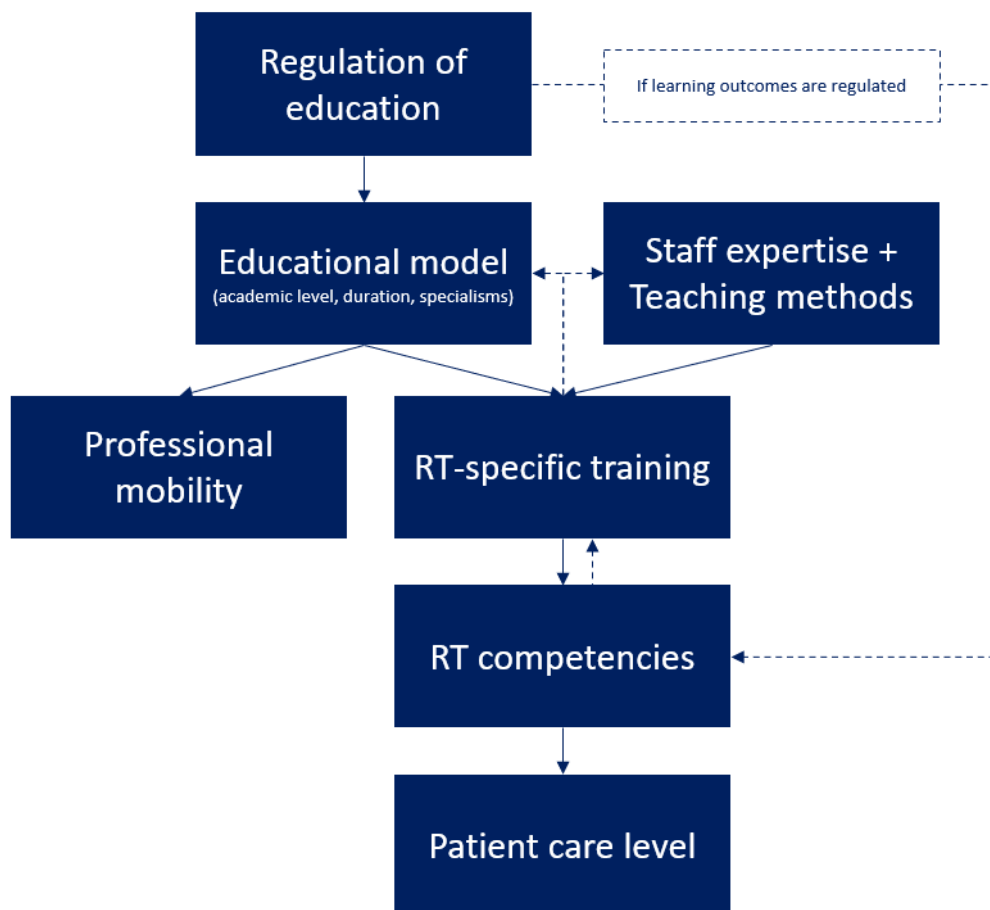 Regulation of
education
If learning outcomes are regulated
Educational model
(academic level, duration, specialisms)
Staff expertise +
Teaching methods
Professional
mobility
RT-specific training
RT competencies
Patient care level